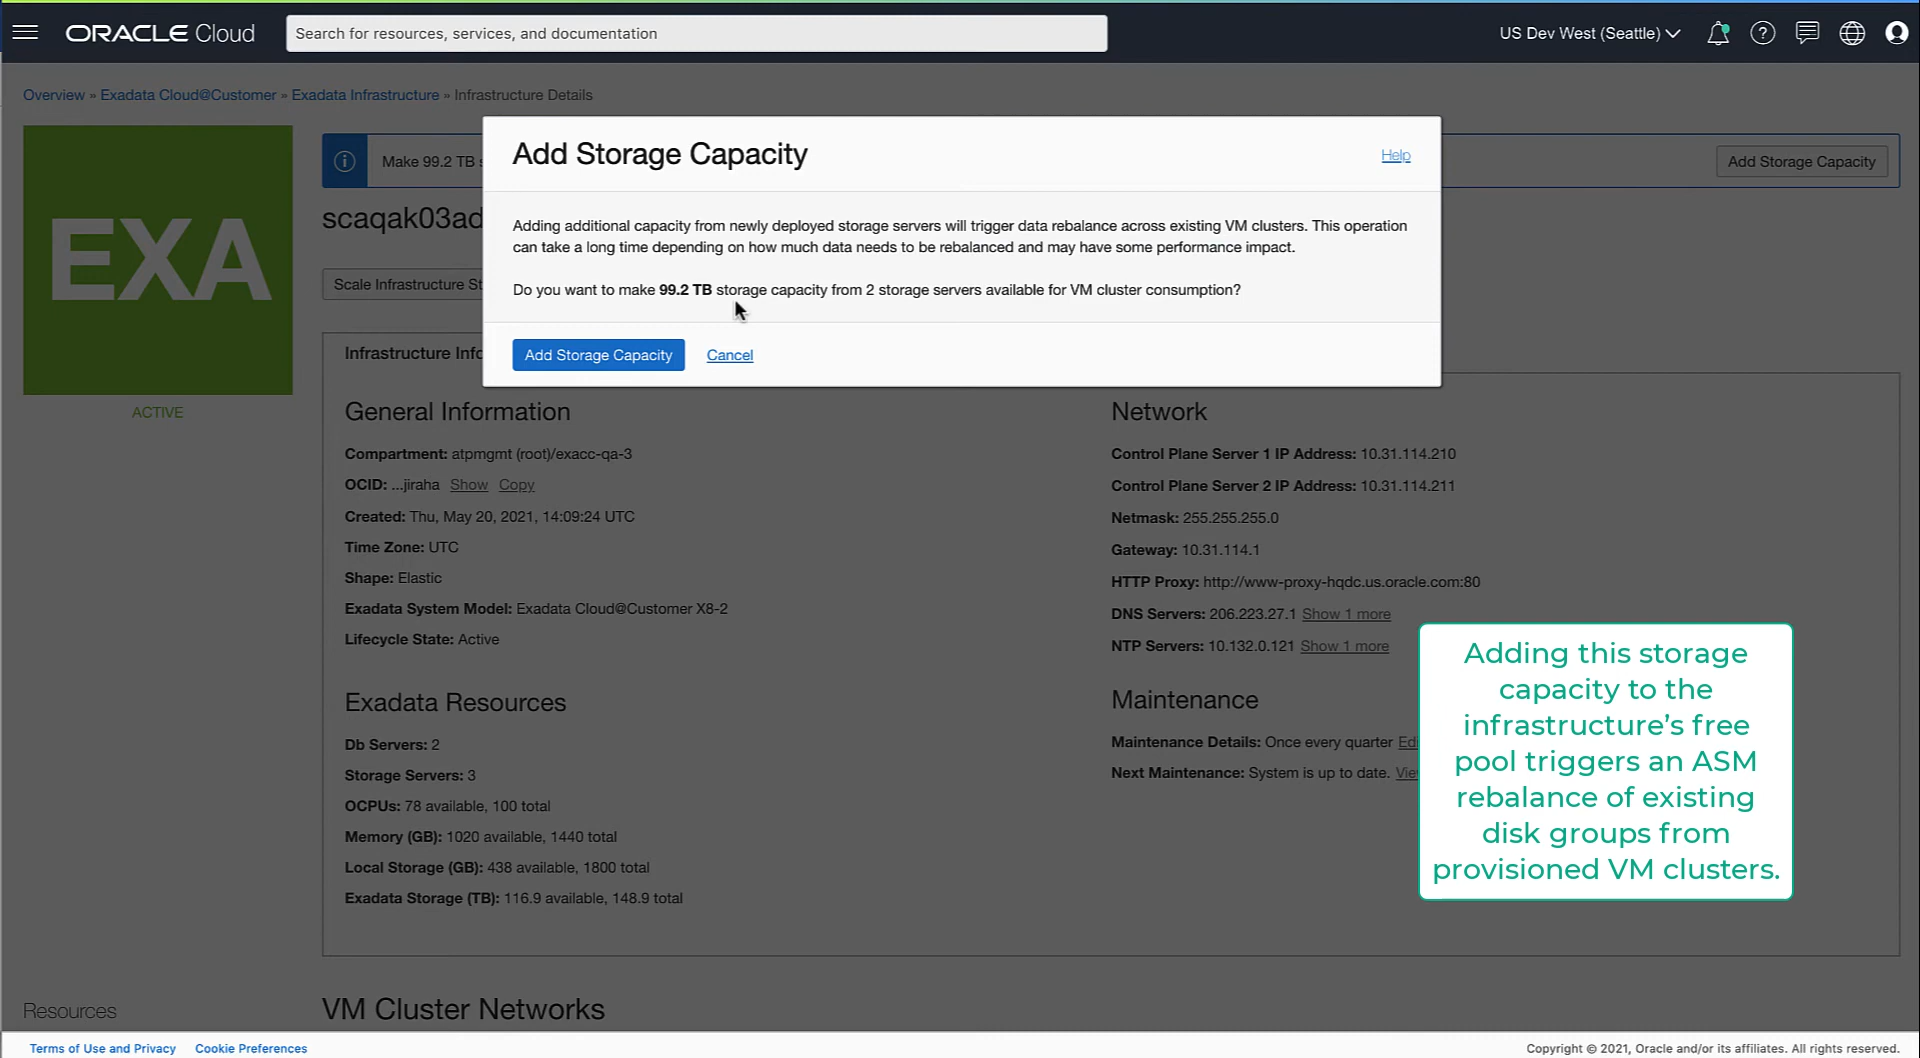 ORACLE Cloud
Search for resources, services, and documentation
US Dev West (Seattle)
Overview » Exadata Cloud@Customer » Exadata Infrastructure » Infrastructure Details
EXA
ACTIVE
Make 99.2 TB
Add Storage Capacity
scaqak03ad
Scale Infrastructure
Add Storage Capacity
Help
Adding additional capacity from newly deployed storage servers will trigger data rebalance across existing VM clusters. This operation
can take a long time depending on how much data needs to be rebalanced and may have some performance impact.
Do you want to make 99.2 TB storage capacity from 2 storage servers available for VM cluster consumption?
Add Storage Capacity
Cancel
Infrastructure
General Information
Compartment: atpmgmt (root)/exacc-qa-3
OCID: ...jiraha Show Copy
Created: Thu, May 20, 2021, 14:09:24 UTC
Time Zone: UTC
Shape: Elastic
Exadata System Model: Exadata Cloud@Customer X8-2
Lifecycle State: Active
Exadata Resources
Db Servers: 2
Storage Servers: 3
OCPUs: 78 available, 100 total
Memory (GB): 1020 available, 1440 total
Local Storage (GB): 438 available, 1800 total
Exadata Storage (TB): 116.9 available, 148.9 total
Network
Control Plane Server 1 IP Address: 10.31.114.210
Control Plane Server 2 IP Address: 10.31.114.211
Netmask: 255.255.255.0
Gateway: 10.31.114.1
HTTP Proxy: http://www-proxy-hqdc.us.oracle.com:80
DNS Servers: 206.223.27.1 Show 1 more
NTP Servers: 10.132.0.121 Show 1 more
Maintenance
Maintenance Details: Once every quarter
Next Maintenance: System is up to date.
Adding this storage
capacity to the
infrastructure’s free
pool triggers an ASM
rebalance of existing
disk groups from
provisioned VM clusters.
Resources
VM Cluster Networks
Terms of Use and Privacy
Cookie Preferences
Copyright © 2021, Oracle and/or its affiliates. All rights reserved.